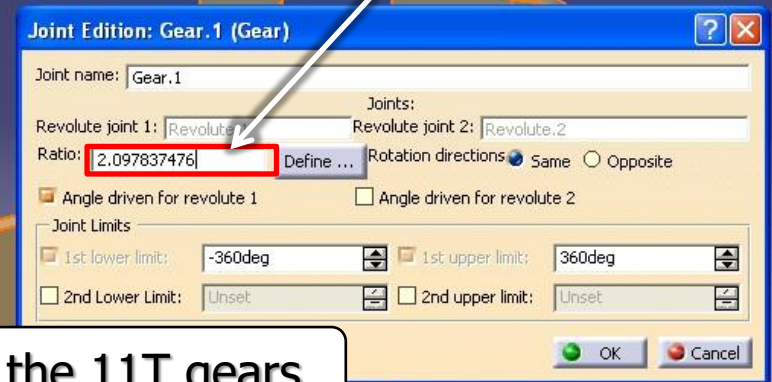 Joint Edition: Gear.1 (Gear)
Joint name: Gear.1
Joints:
Revolute joint 1: Revolute Revolute joint 2: Revolute.2
Ratio: 2.097837476 Define ... Rotation directions Same Opposite
Angle driven for revolute 1 Angle driven for revolute 2
Joint Limits
1st lower limit: -360deg 1st upper limit: 360deg
2nd Lower Limit: Unset 2nd upper limit: Unset
OK Cancel
the 11T gears